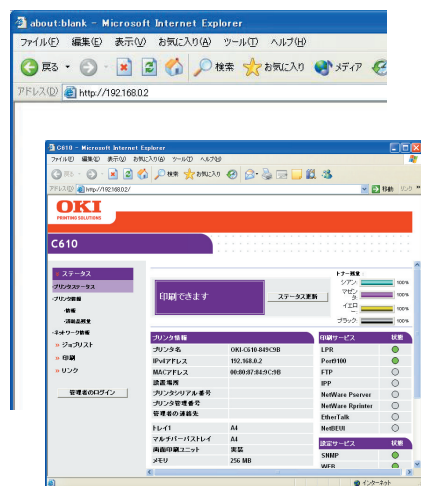 about:blank - Microsoft Internet Explorer
ファイル(F) 編集(E) 表示(V) お気に入り(A) ツール(T) ヘルプ(H)
戻る 検索 お気に入り メディア
アドレス(D) http://192.168.0.2
C610 - Microsoft Internet Explorer
ファイル(F) 編集(E) 表示(V) お気に入り(A) ツール(T) ヘルプ(H)
戻る 検索 お気に入り
アドレス(D) http://192.168.0.2/ 移動 リンク »
OKI
PRINTING SOLUTIONS
C610
ステータス
・プリンタステータス
・プリンタ情報
・情報
・消耗品残量
・ネットワーク情報
» ジョブリスト
» 印刷
» リンク
管理者のログイン
印刷できます ステータス更新
トナー残量:
シアン 100%
マゼンタ 100%
イエロー 100%
ブラック 100%
プリンタ情報
プリンタ名 OKI-C610-849C9B
IPv4アドレス 192.168.0.2
MACアドレス 00:80:87:84:9C:9B
設置場所
プリンタシリアル番号
プリンタ管理番号
管理者の連絡先
トレイ1 A4
マルチパーパストレイ A4
両面印刷ユニット 実装
メモリ 256 MB
印刷サービス 状態
LPR
Port9100
FTP
IPP
NetWare Pserver
NetWare Rprinter
EtherTalk
NetBEUI
設定サービス 状態
SNMP
WEB
インターネット